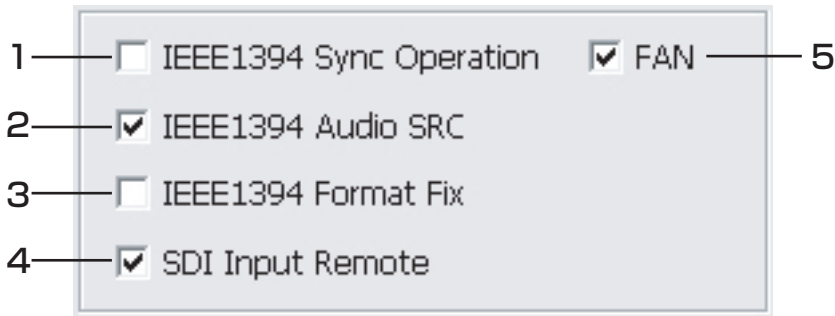 1 IEEE1394 Sync Operation FAN 5
2 IEEE1394 Audio SRC
3 IEEE1394 Format Fix
4 SDI Input Remote